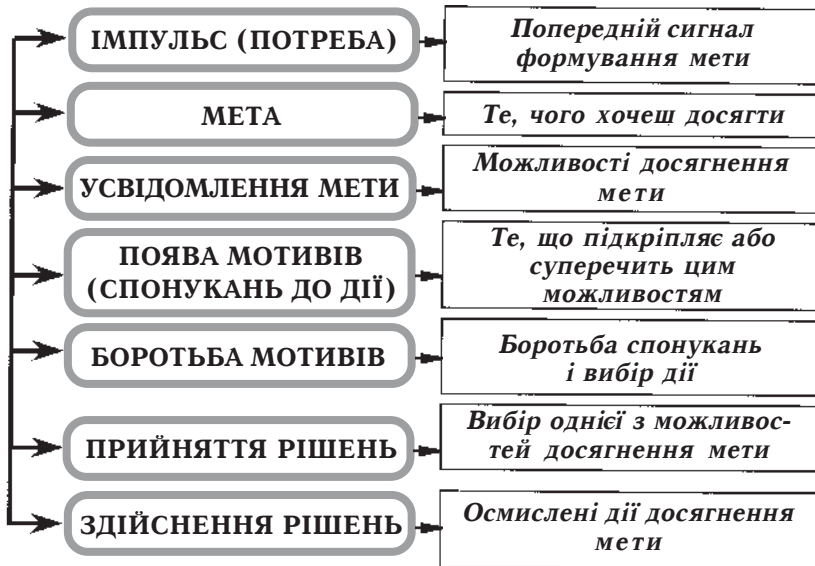 ІМПУЛЬС (ПОТРЕБА)
Попередній сигнал
формування мети
МЕТА
Те, чого хочеш досягти
УСВІДОМЛЕННЯ МЕТИ
Можливості досягнення
мети
ПОЯВА МОТИВІВ
(СПОНУКАНЬ ДО ДІЇ)
Те, що підкріпляє або
суперечить цим
можливостям
БОРОТЬБА МОТИВІВ
Боротьба спонукань
і вибір дії
ПРИЙНЯТТЯ РІШЕНЬ
Вибір однієї з можливос-
тей досягнення мети
ЗДІЙСНЕННЯ РІШЕНЬ
Осмислені дії досягнення
мети